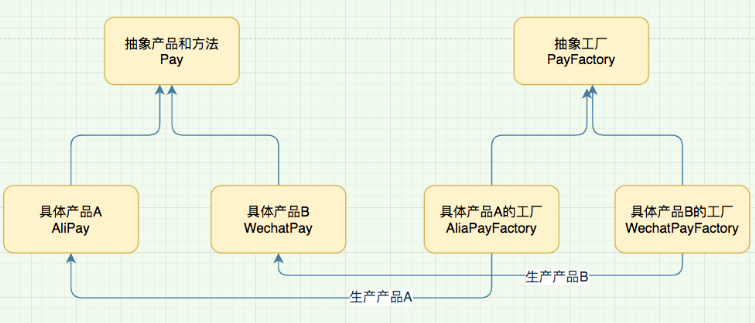 抽象产品和方法
Pay
抽象工厂
PayFactory
具体产品A
AliPay
具体产品B
WechatPay
具体产品A的工厂
AliaPayFactory
具体产品B的工厂
WechatPayFactory
生产产品B
生产产品A